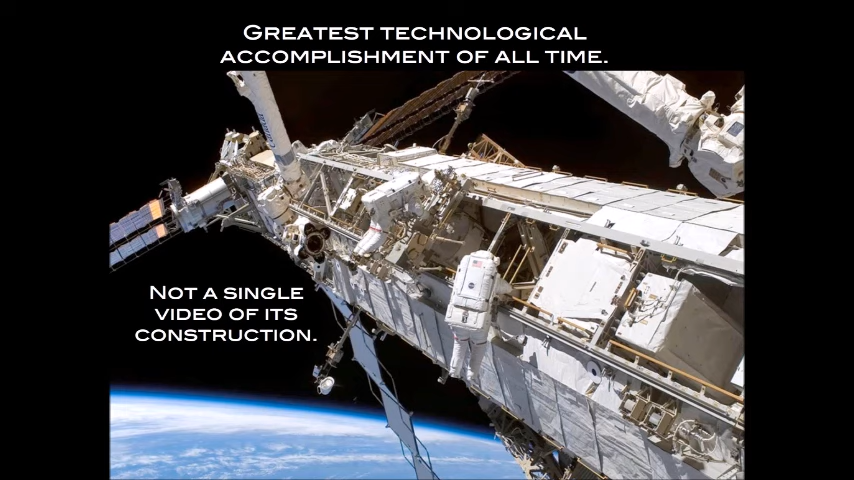 Greatest technological
accomplishment of all time.
Not a single
video of its
construction.